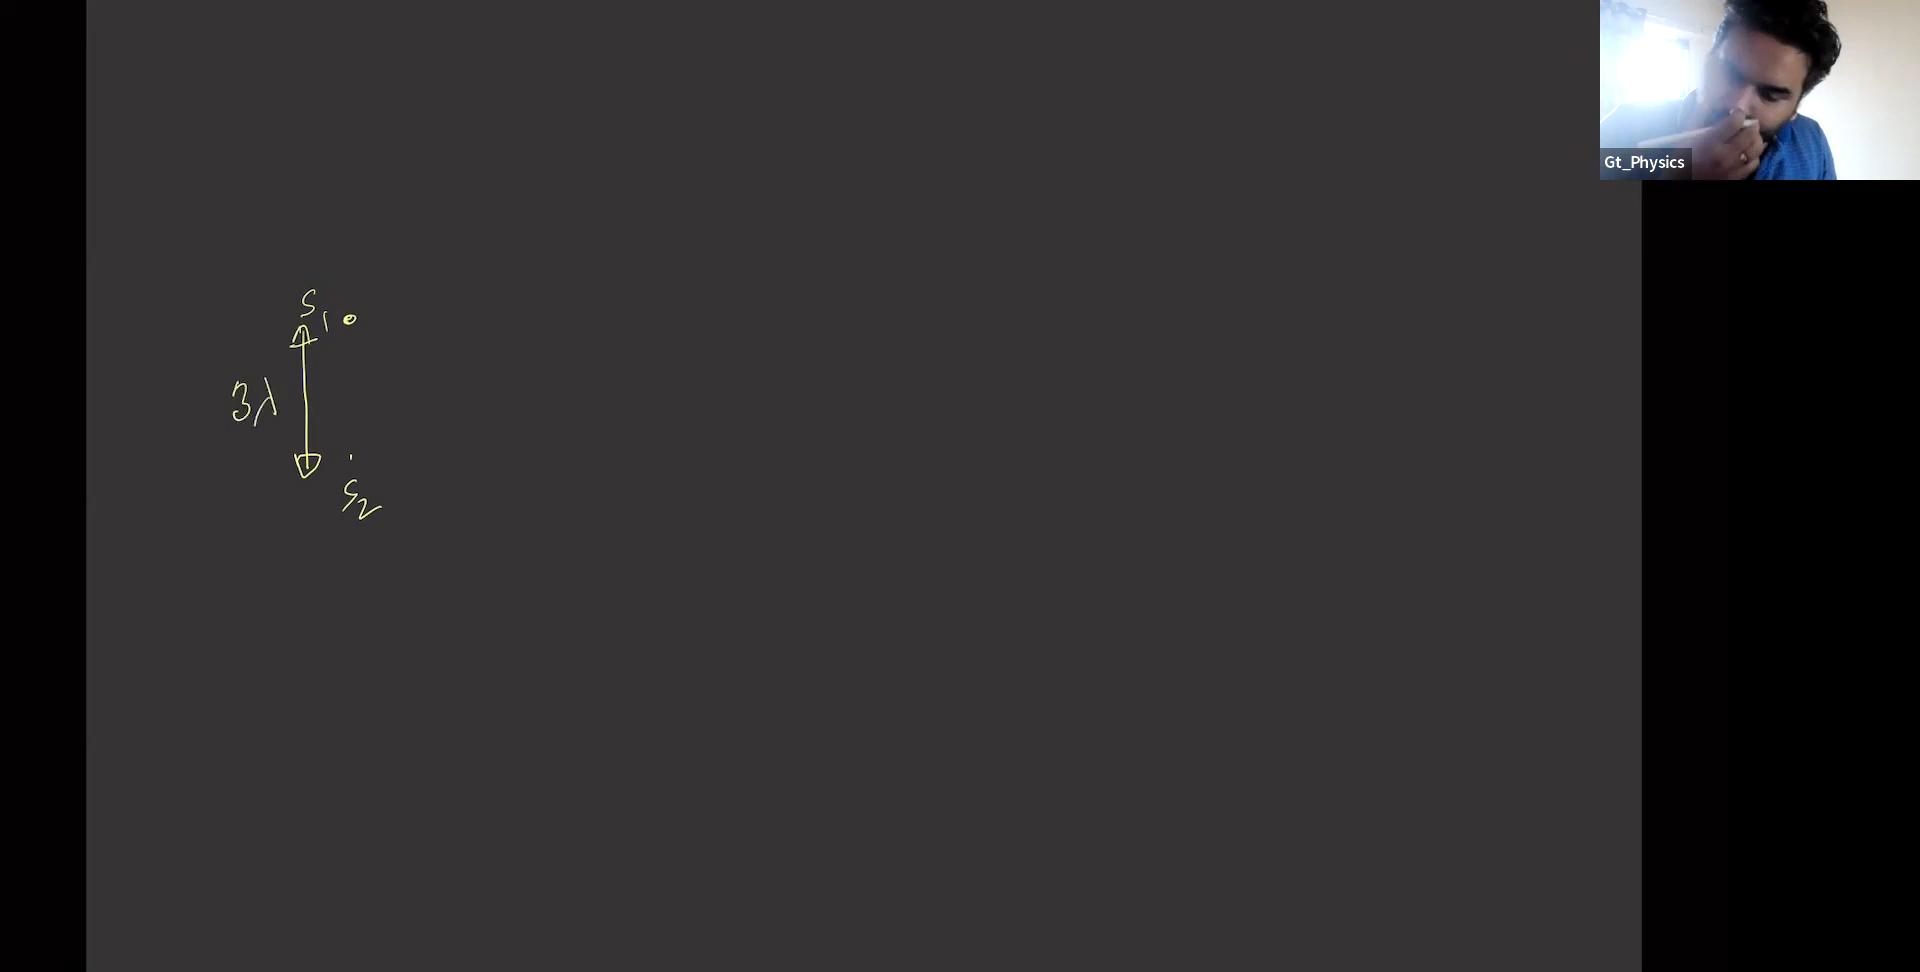 Gt_Physics
S₁
3λ
S₂